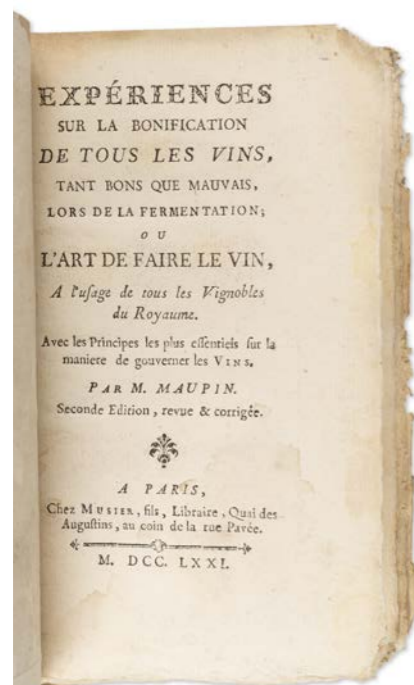 EXPÉRIENCES
SUR LA BONIFICATION
DE TOUS LES VINS,
TANT BONS QUE MAUVAIS,
LORS DE LA FERMENTATION;
OU
L'ART DE FAIRE LE VIN,
A l'uſage de tous les Vignobles
du Royaume.
Avec les Principes les plus eſſentiels ſur la
maniere de gouverner les VINS.
PAR M. MAUPIN.
Seconde Edition, revue & corrigée.
A PARIS,
Chez MUSIER, fils, Libraire, Quai des
Auguſtins, au coin de la rue Pavée.
M. DCC. LXXI.